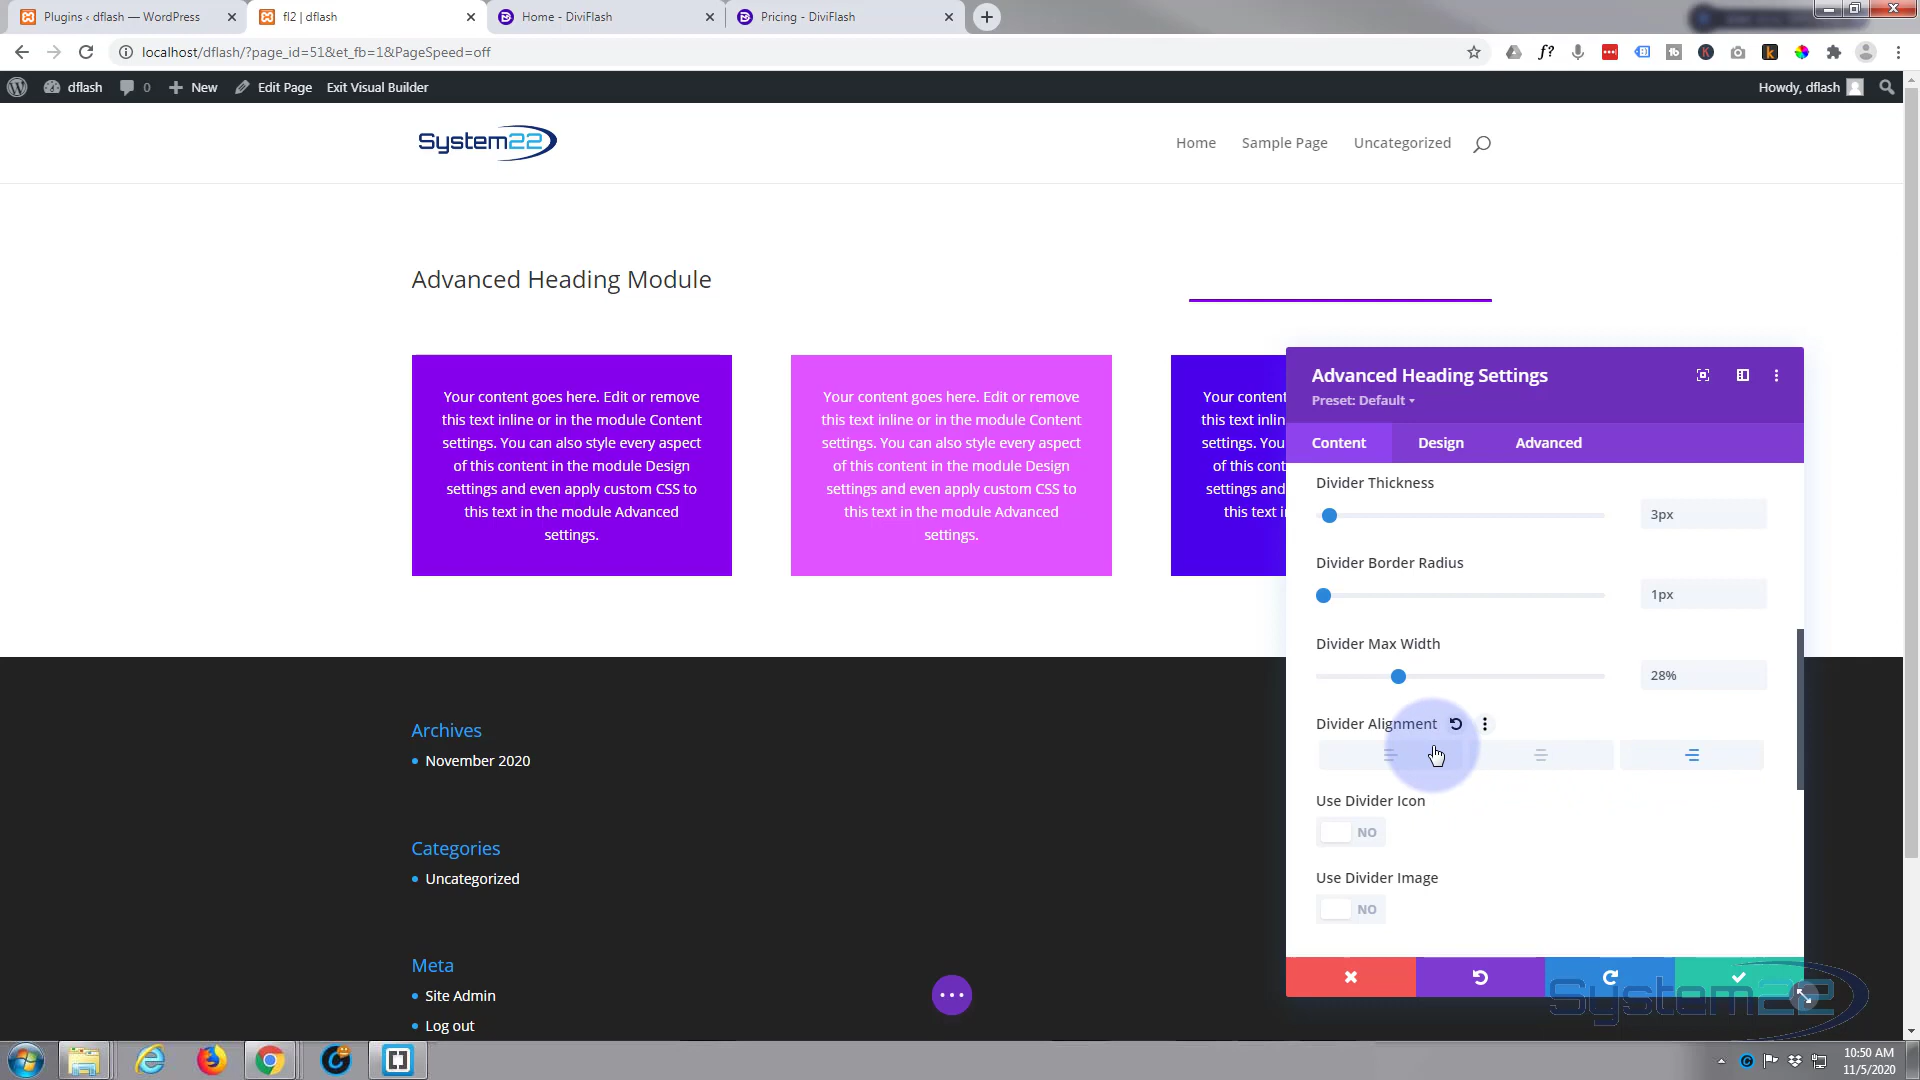 Plugins ‹ dflash — WordPress
fl2 | dflash
Home - DiviFlash
Pricing - DiviFlash
localhost/dflash/?page_id=51&et_fb=1&PageSpeed=off
dflash
0
New
Edit Page
Exit Visual Builder
Howdy, dflash
System22
Home
Sample Page
Uncategorized
Advanced Heading Module
Your content goes here. Edit or remove
this text inline or in the module Content
settings. You can also style every aspect
of this content in the module Design
settings and even apply custom CSS to
this text in the module Advanced
settings.
Your content goes here. Edit or remove
this text inline or in the module Content
settings. You can also style every aspect
of this content in the module Design
settings and even apply custom CSS to
this text in the module Advanced
settings.
Your content
this text inlin
settings. You
of this cont
settings and
this text i
Advanced Heading Settings
Preset: Default
Content
Design
Advanced
Divider Thickness
3px
Divider Border Radius
1px
Divider Max Width
28%
Divider Alignment
Use Divider Icon
NO
Use Divider Image
NO
Archives
November 2020
Categories
Uncategorized
Meta
Site Admin
Log out
System22
10:50 AM
11/5/2020